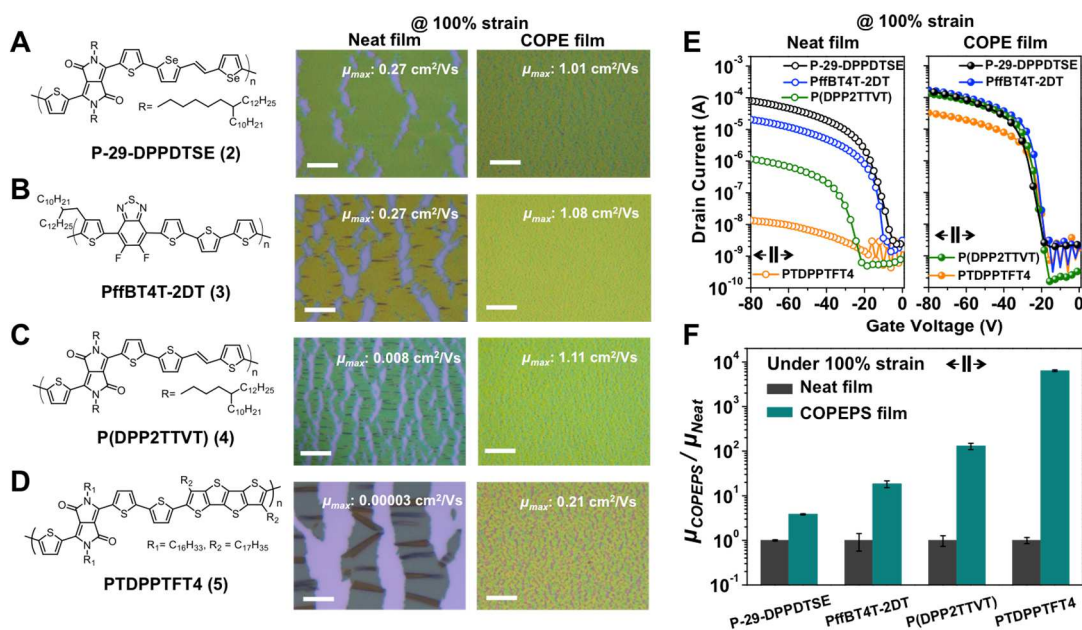 @ 100% strain
Neat film COPE film
A
R
N
O
S
Se
n
R= C12H25
C10H21
P-29-DPPDTSE (2)
μmax: 0.27 cm2/Vs
μmax: 1.01 cm2/Vs
B
C10H21
C12H25
N S N
S
F F
n
PffBT4T-2DT (3)
μmax: 0.27 cm2/Vs
μmax: 1.08 cm2/Vs
C
R
N
O
S
n
R= C12H25
C10H21
P(DPP2TTVT) (4)
μmax: 0.008 cm2/Vs
μmax: 1.11 cm2/Vs
D
R1
N
O
S
R2
n
R1= C16H33, R2 = C17H35
PTDPPTFT4 (5)
μmax: 0.00003 cm2/Vs
μmax: 0.21 cm2/Vs
E
@ 100% strain
Neat film COPE film
P-29-DPPDTSE
PffBT4T-2DT
P(DPP2TTVT)
PTDPPTFT4
P-29-DPPDTSE
PffBT4T-2DT
P(DPP2TTVT)
PTDPPTFT4
Drain Current (A)
10-3
10-4
10-5
10-6
10-7
10-8
10-9
10-10
-80 -60 -40 -20 0
-80 -60 -40 -20 0
Gate Voltage (V)
F
Under 100% strain
Neat film
COPEPS film
μCOPEPS / μNeat
104
103
102
101
100
10-1
P-29-DPPDTSE PffBT4T-2DT P(DPP2TTVT) PTDPPTFT4